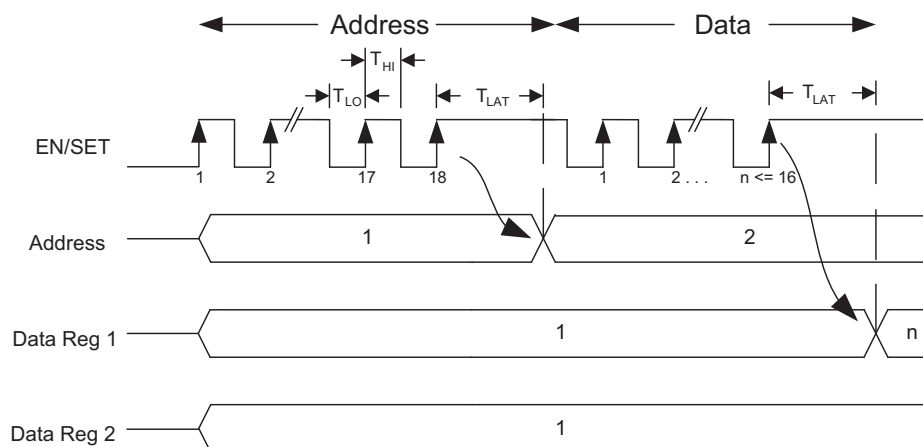 Address Data
T_HI
T_LO T_LAT T_LAT
EN/SET
1 2 17 18 1 2 . . . n <= 16
Address 1 2
Data Reg 1 1 n
Data Reg 2 1